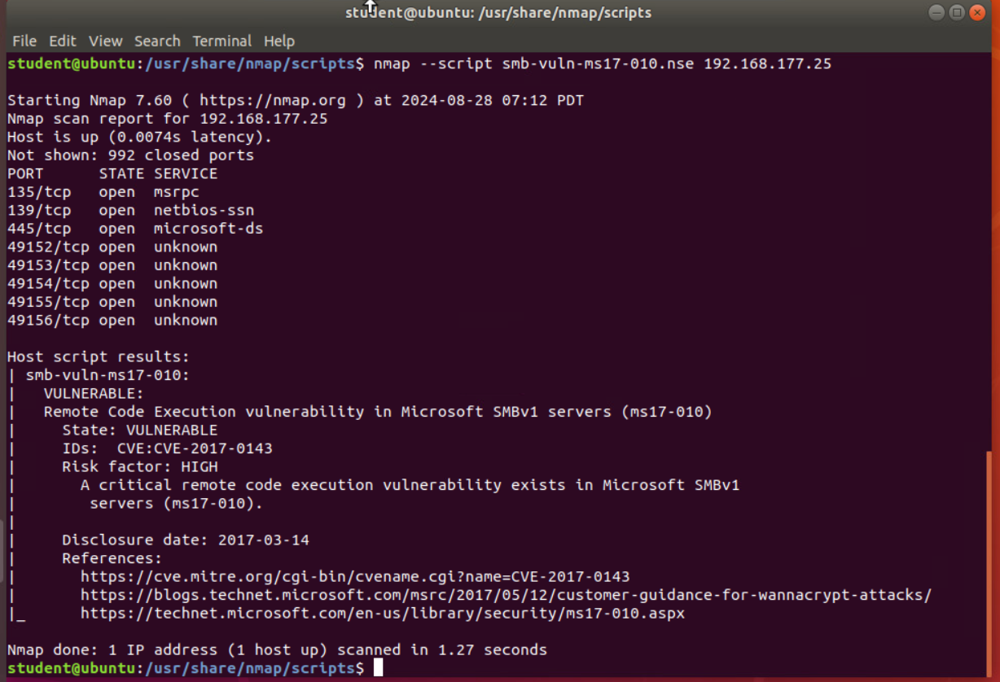 student@ubuntu: /usr/share/nmap/scripts
File Edit View Search Terminal Help
student@ubuntu:/usr/share/nmap/scripts$ nmap --script smb-vuln-ms17-010.nse 192.168.177.25
Starting Nmap 7.60 ( https://nmap.org ) at 2024-08-28 07:12 PDT
Nmap scan report for 192.168.177.25
Host is up (0.0074s latency).
Not shown: 992 closed ports
PORT      STATE SERVICE
135/tcp   open  msrpc
139/tcp   open  netbios-ssn
445/tcp   open  microsoft-ds
49152/tcp open  unknown
49153/tcp open  unknown
49154/tcp open  unknown
49155/tcp open  unknown
49156/tcp open  unknown
Host script results:
| smb-vuln-ms17-010:
|   VULNERABLE:
|   Remote Code Execution vulnerability in Microsoft SMBv1 servers (ms17-010)
|     State: VULNERABLE
|     IDs:  CVE:CVE-2017-0143
|     Risk factor: HIGH
|       A critical remote code execution vulnerability exists in Microsoft SMBv1
|        servers (ms17-010).
|
|     Disclosure date: 2017-03-14
|     References:
|       https://cve.mitre.org/cgi-bin/cvename.cgi?name=CVE-2017-0143
|       https://blogs.technet.microsoft.com/msrc/2017/05/12/customer-guidance-for-wannacrypt-attacks/
|_      https://technet.microsoft.com/en-us/library/security/ms17-010.aspx
Nmap done: 1 IP address (1 host up) scanned in 1.27 seconds
student@ubuntu:/usr/share/nmap/scripts$